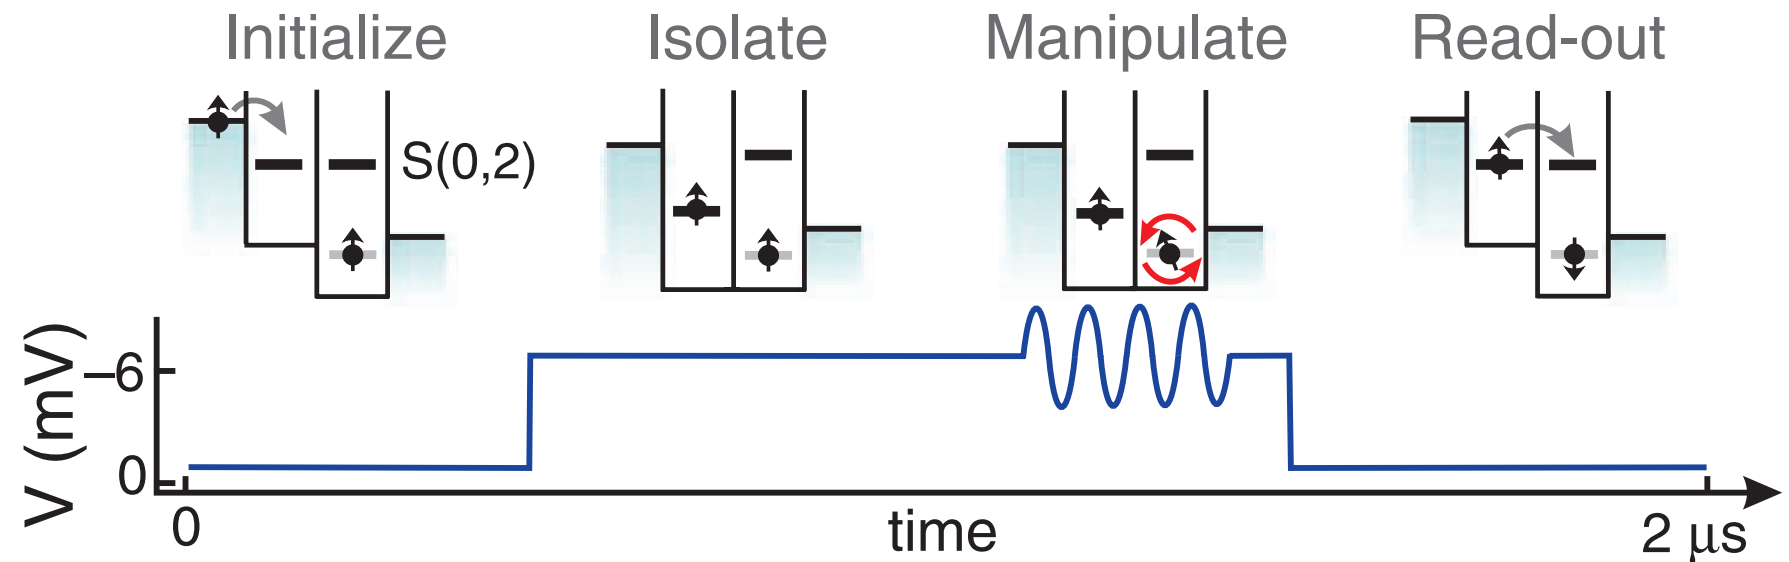 Initialize Isolate Manipulate Read-out
S(0,2)
V (mV)
–6
0
0 time 2 μs